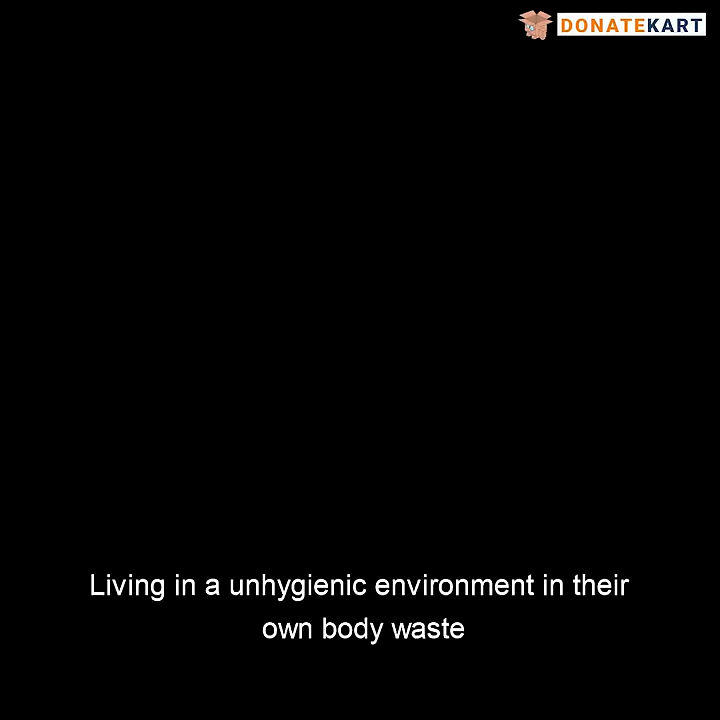 DONATEKART
Living in a unhygienic environment in their
own body waste